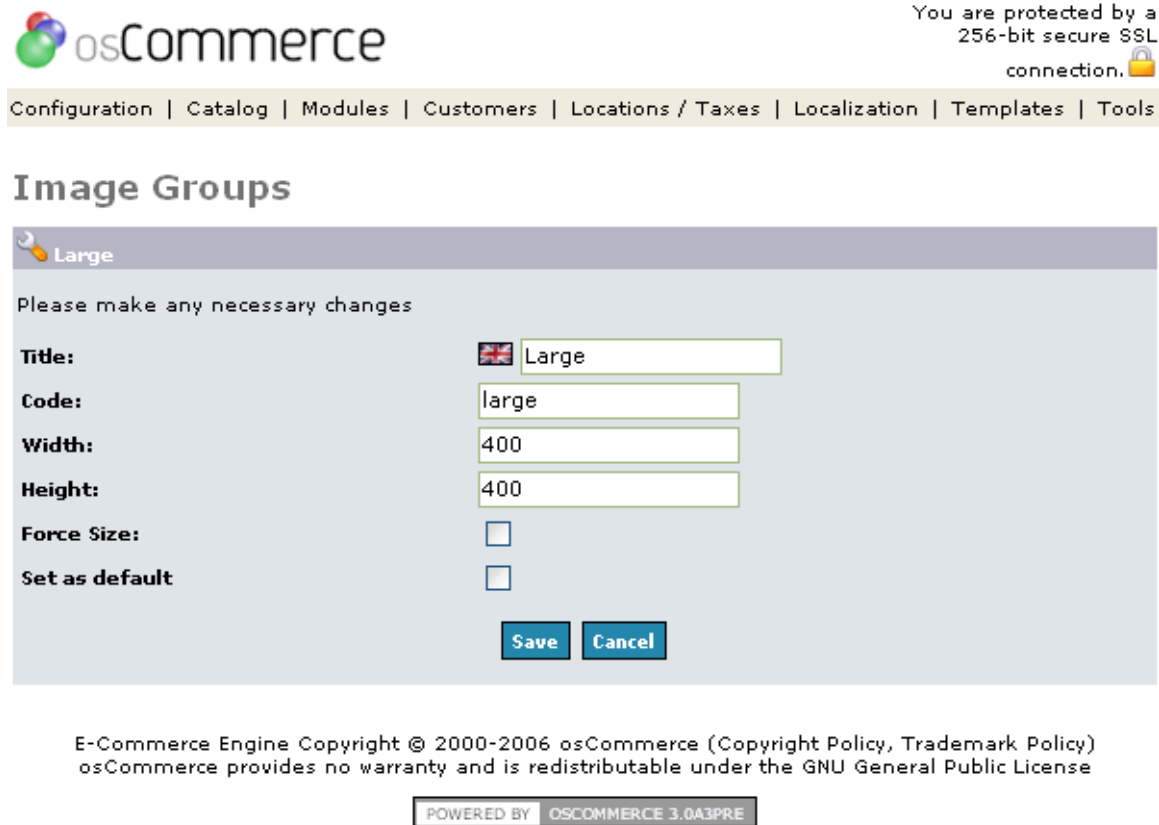 osCommerce
You are protected by a
256-bit secure SSL
connection.
Configuration | Catalog | Modules | Customers | Locations / Taxes | Localization | Templates | Tools
Image Groups
Large
Please make any necessary changes
Title: Large
Code: large
Width: 400
Height: 400
Force Size:
Set as default
Save Cancel
E-Commerce Engine Copyright © 2000-2006 osCommerce (Copyright Policy, Trademark Policy)
osCommerce provides no warranty and is redistributable under the GNU General Public License
POWERED BY OSCOMMERCE 3.0A3PRE